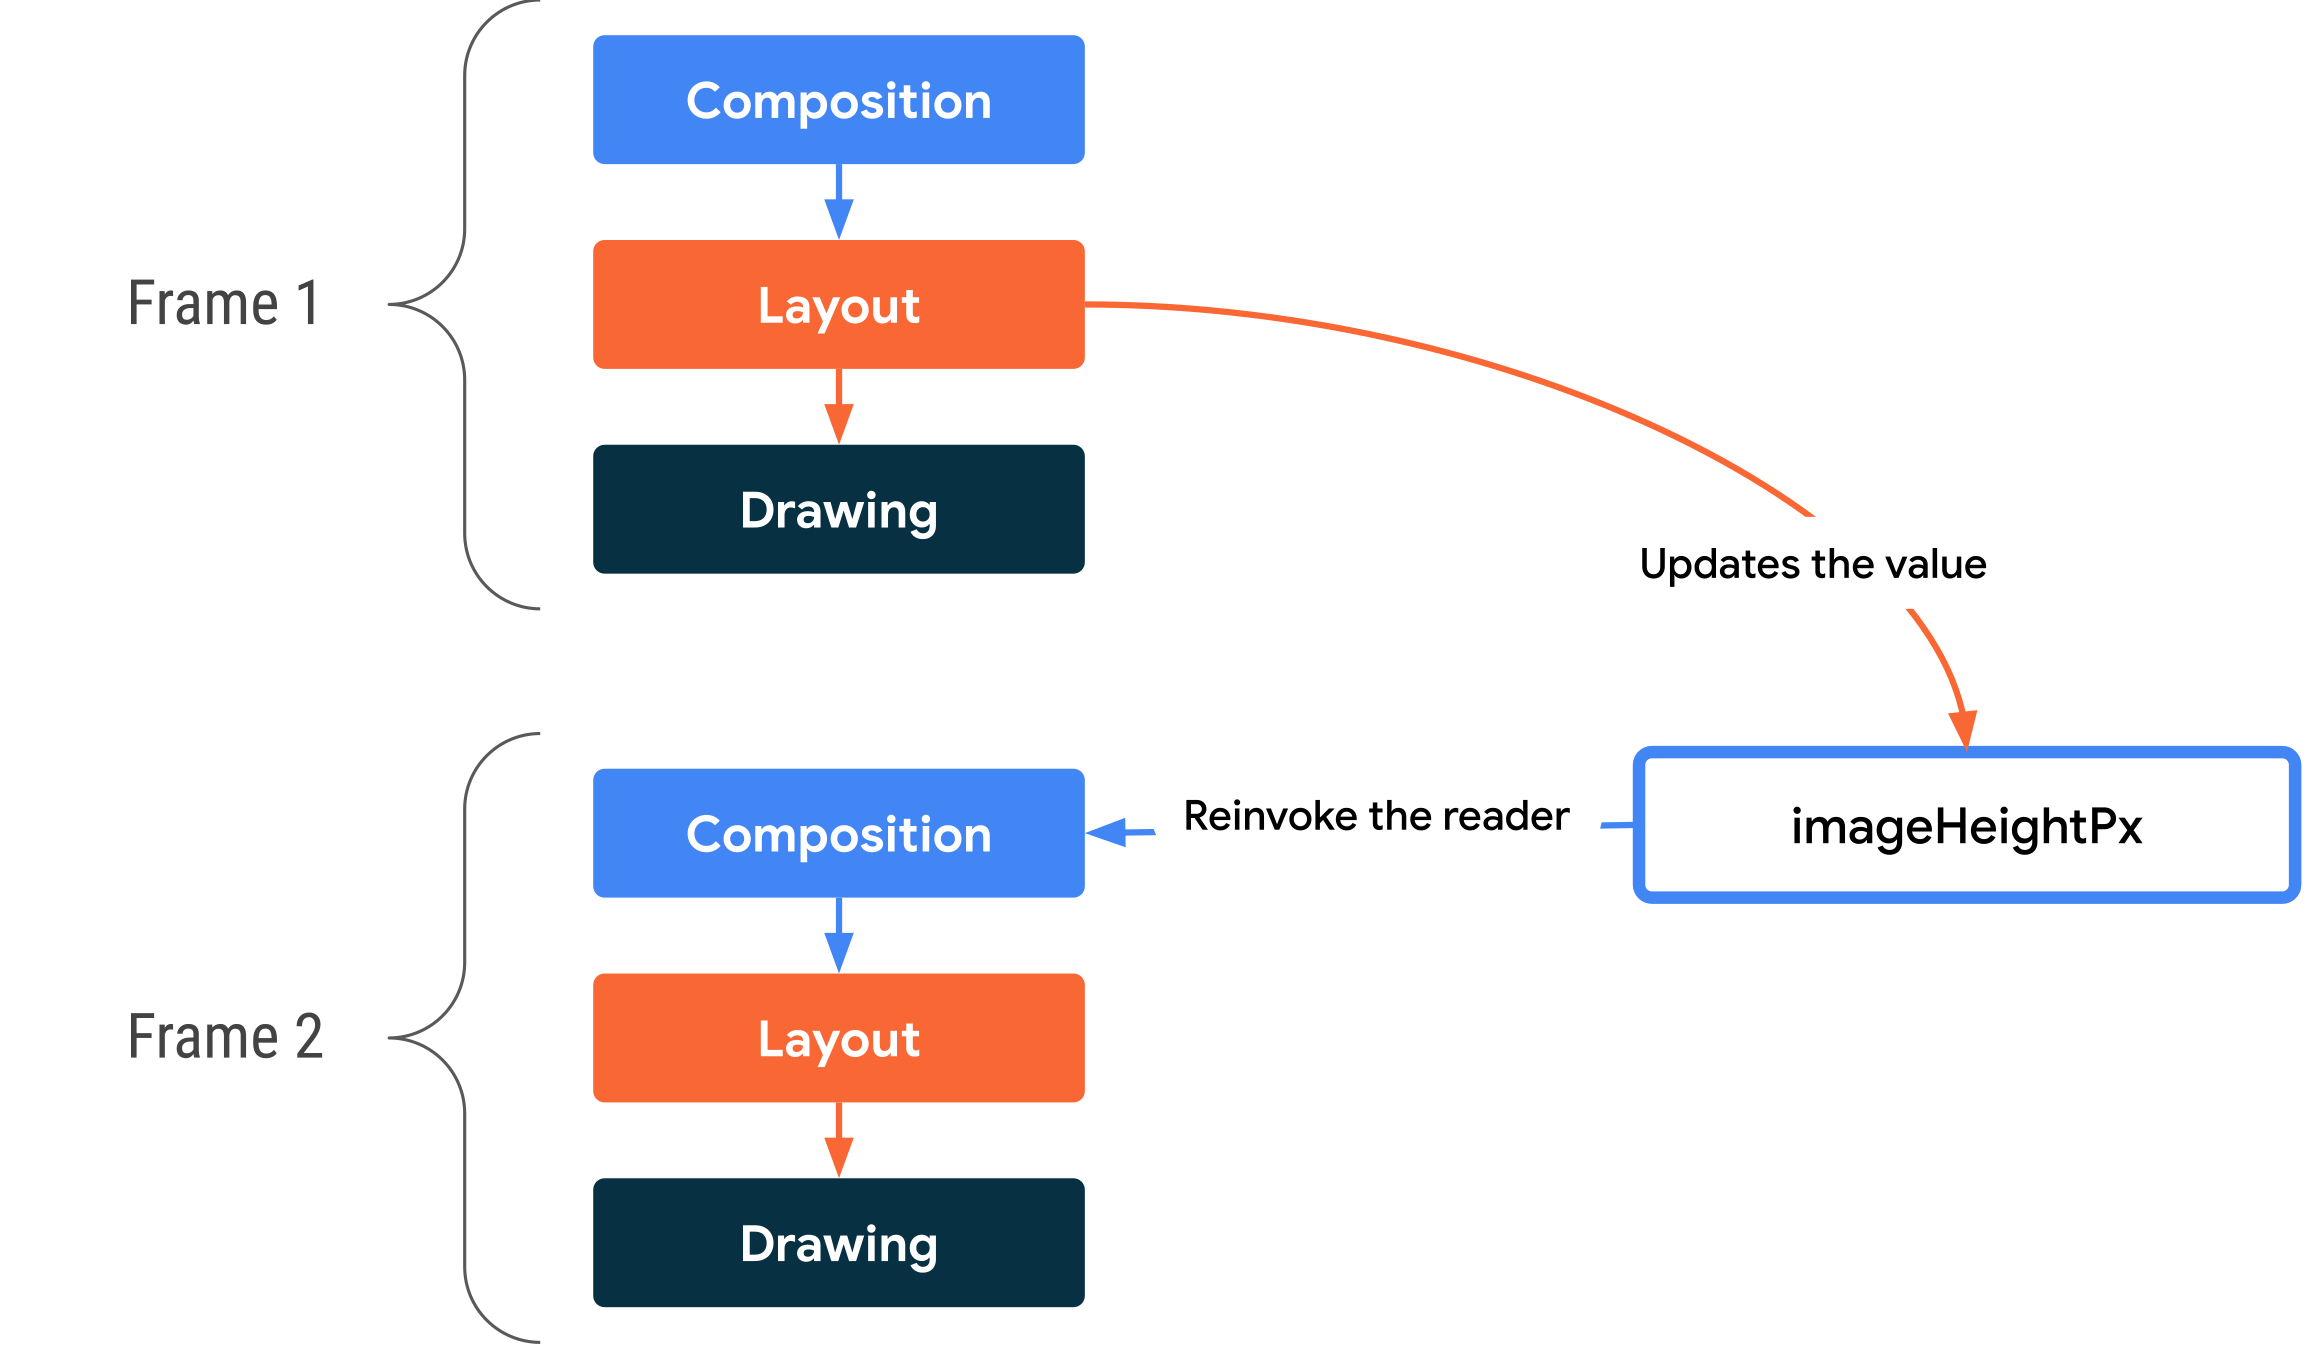 Composition
Frame 1
Layout
Drawing
Updates the value
Composition
Reinvoke the reader
imageHeightPx
Frame 2
Layout
Drawing